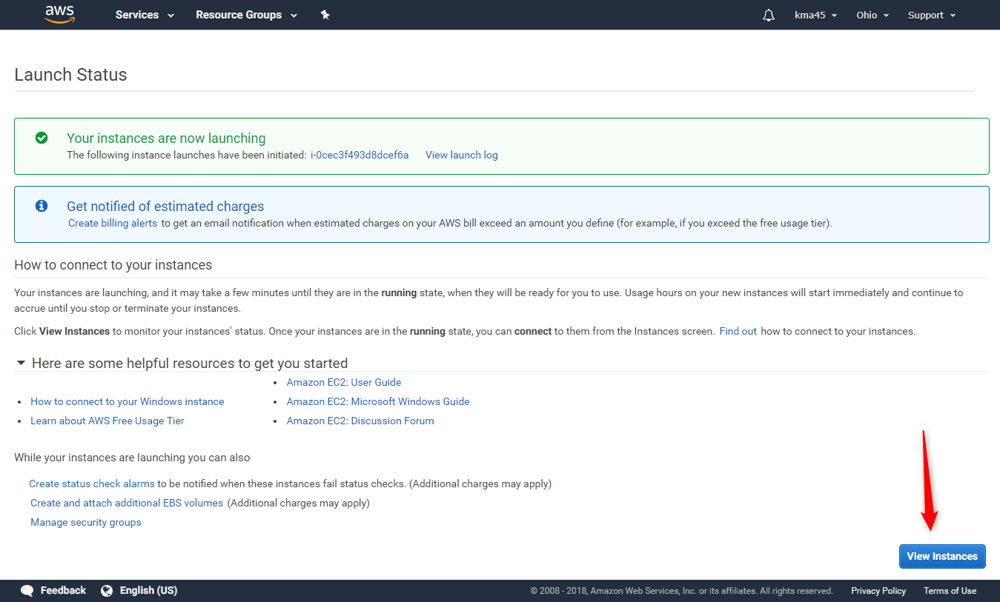 aws Services Resource Groups kma45 Ohio Support
Launch Status
Your instances are now launching
The following instance launches have been initiated: i-0cec3f493d8dcef6a View launch log
Get notified of estimated charges
Create billing alerts to get an email notification when estimated charges on your AWS bill exceed an amount you define (for example, if you exceed the free usage tier).
How to connect to your instances
Your instances are launching, and it may take a few minutes until they are in the running state, when they will be ready for you to use. Usage hours on your new instances will start immediately and continue to
accrue until you stop or terminate your instances.
Click View Instances to monitor your instances' status. Once your instances are in the running state, you can connect to them from the Instances screen. Find out how to connect to your instances.
Here are some helpful resources to get you started
How to connect to your Windows instance
Learn about AWS Free Usage Tier
Amazon EC2: User Guide
Amazon EC2: Microsoft Windows Guide
Amazon EC2: Discussion Forum
While your instances are launching you can also
Create status check alarms to be notified when these instances fail status checks. (Additional charges may apply)
Create and attach additional EBS volumes (Additional charges may apply)
Manage security groups
View Instances
Feedback English (US) © 2008 - 2018, Amazon Web Services, Inc. or its affiliates. All rights reserved. Privacy Policy Terms of Use